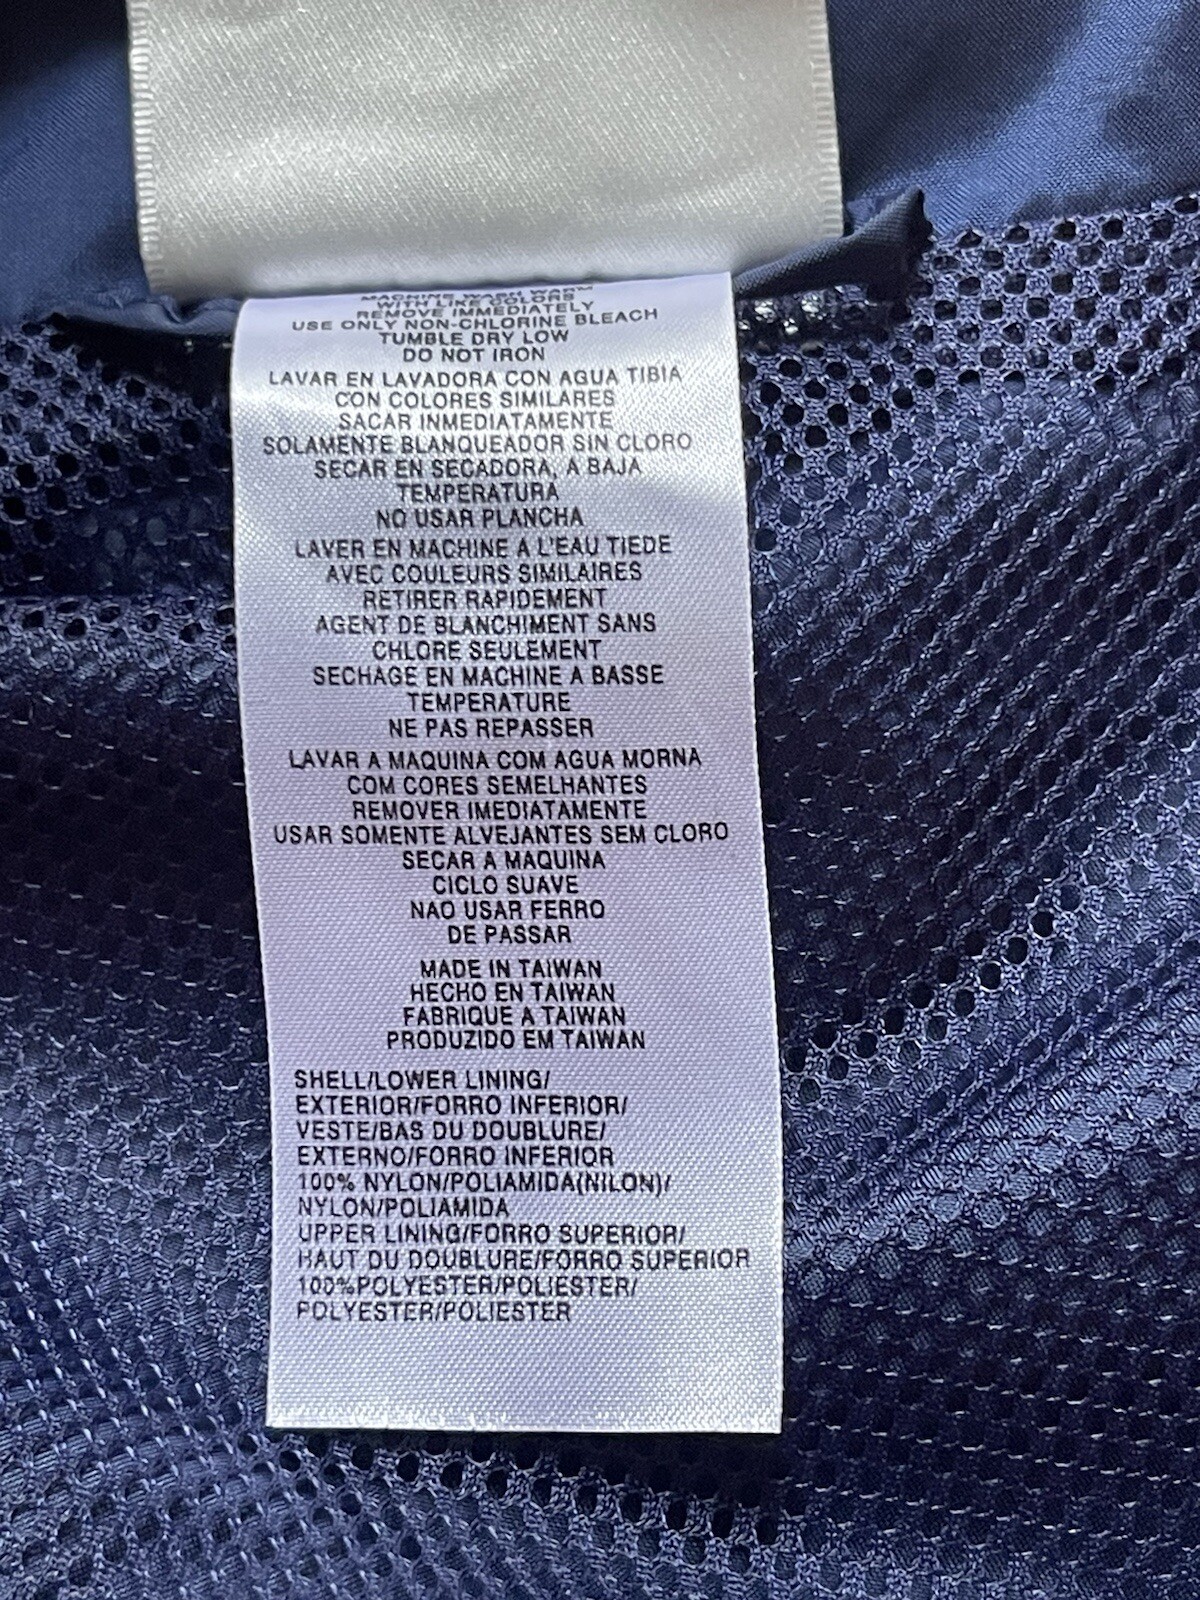 MACHINE WASH WARM
WITH LIKE COLORS
REMOVE IMMEDIATELY
USE ONLY NON-CHLORINE BLEACH
TUMBLE DRY LOW
DO NOT IRON
LAVAR EN LAVADORA CON AGUA TIBIA
CON COLORES SIMILARES
SACAR INMEDIATAMENTE
SOLAMENTE BLANQUEADOR SIN CLORO
SECAR EN SECADORA, A BAJA
TEMPERATURA
NO USAR PLANCHA
LAVER EN MACHINE A L'EAU TIEDE
AVEC COULEURS SIMILAIRES
RETIRER RAPIDEMENT
AGENT DE BLANCHIMENT SANS
CHLORE SEULEMENT
SECHAGE EN MACHINE A BASSE
TEMPERATURE
NE PAS REPASSER
LAVAR A MAQUINA COM AGUA MORNA
COM CORES SEMELHANTES
REMOVER IMEDIATAMENTE
USAR SOMENTE ALVEJANTES SEM CLORO
SECAR A MAQUINA
CICLO SUAVE
NAO USAR FERRO
DE PASSAR
MADE IN TAIWAN
HECHO EN TAIWAN
FABRIQUE A TAIWAN
PRODUZIDO EM TAIWAN
SHELL/LOWER LINING/
EXTERIOR/FORRO INFERIOR/
VESTE/BAS DU DOUBLURE/
EXTERNO/FORRO INFERIOR
100% NYLON/POLIAMIDA(NILON)/
NYLON/POLIAMIDA
UPPER LINING/FORRO SUPERIOR/
HAUT DU DOUBLURE/FORRO SUPERIOR
100%POLYESTER/POLIESTER/
POLYESTER/POLIESTER